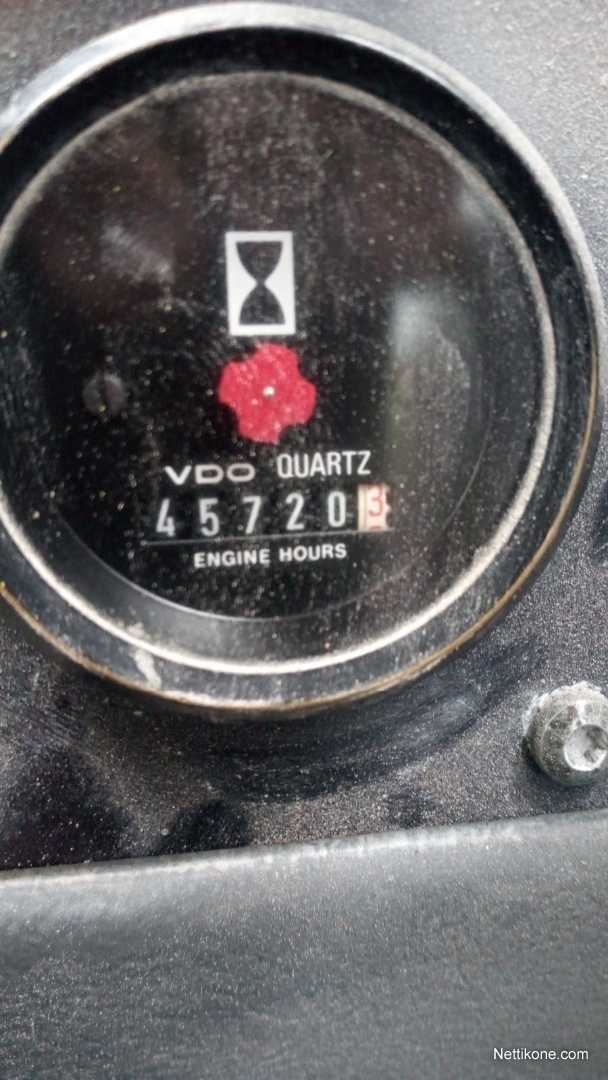 VDO QUARTZ
457203
ENGINE HOURS
Nettikone.com